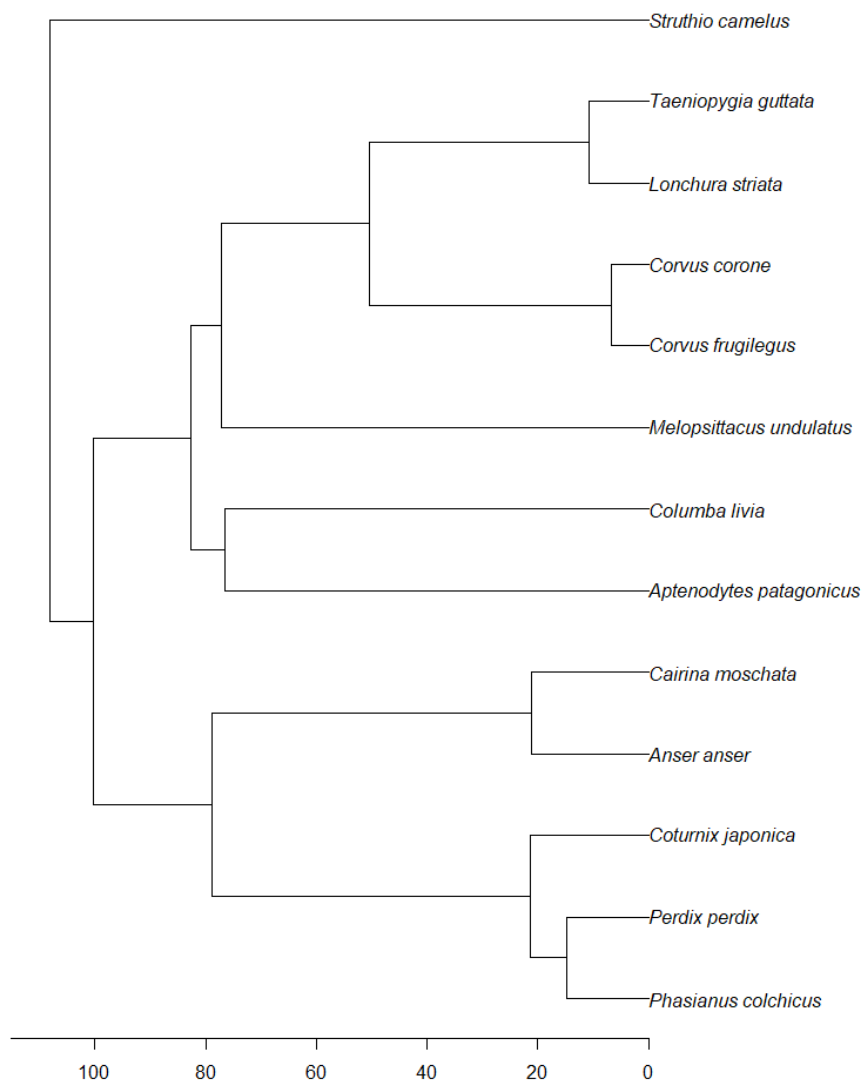 Struthio camelus
Taeniopygia guttata
Lonchura striata
Corvus corone
Corvus frugilegus
Melopsittacus undulatus
Columba livia
Aptenodytes patagonicus
Cairina moschata
Anser anser
Coturnix japonica
Perdix perdix
Phasianus colchicus
100 80 60 40 20 0